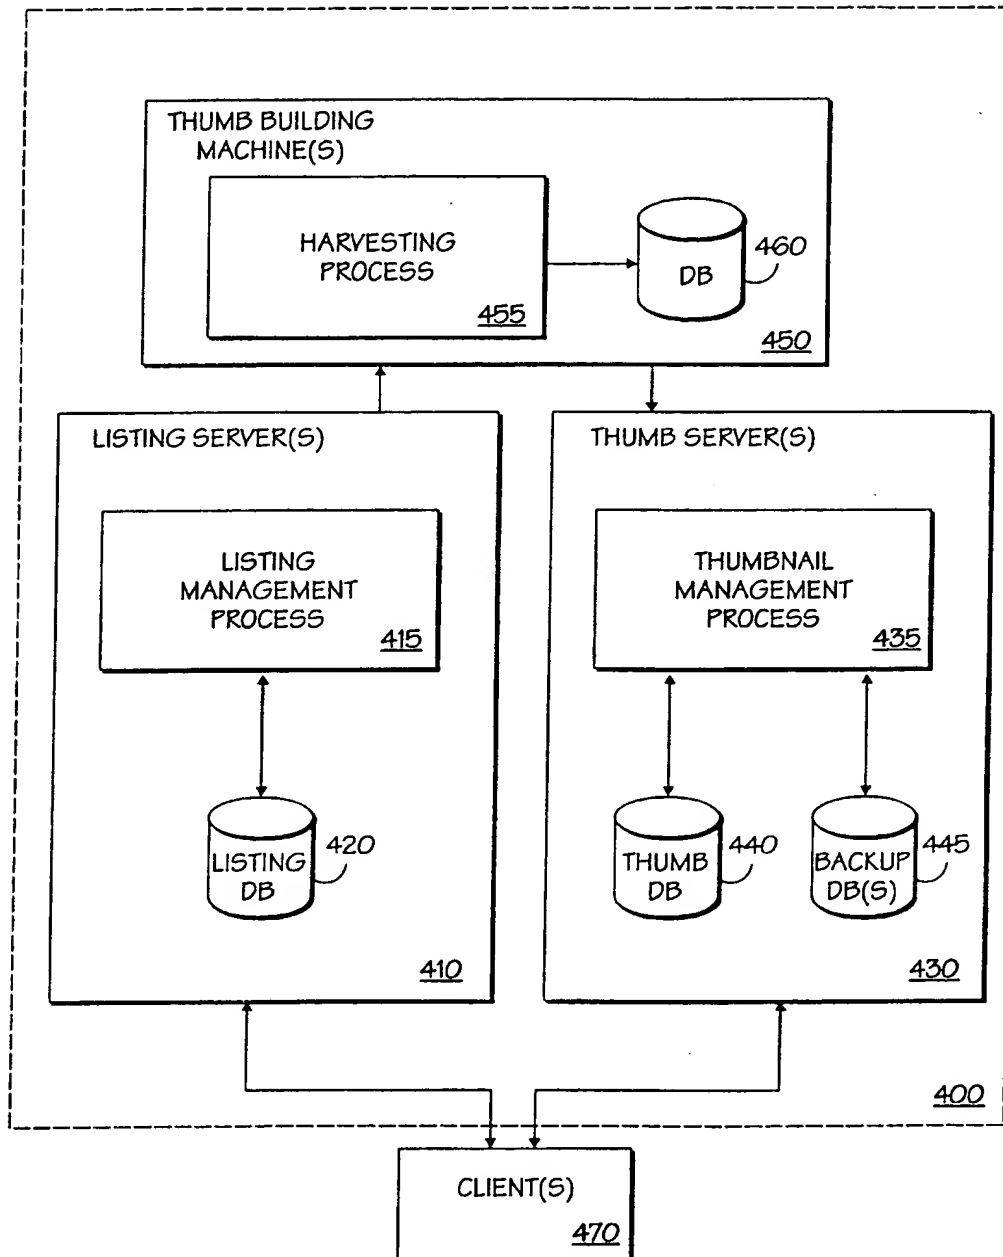 THUMB BUILDING
MACHINE(S)
HARVESTING
PROCESS
455
DB
460
450
LISTING SERVER(S)
LISTING
MANAGEMENT
PROCESS
415
LISTING
DB
420
410
THUMB SERVER(S)
THUMBNAIL
MANAGEMENT
PROCESS
435
THUMB
DB
440
BACKUP
DB(S)
445
430
400
CLIENT(S)
470